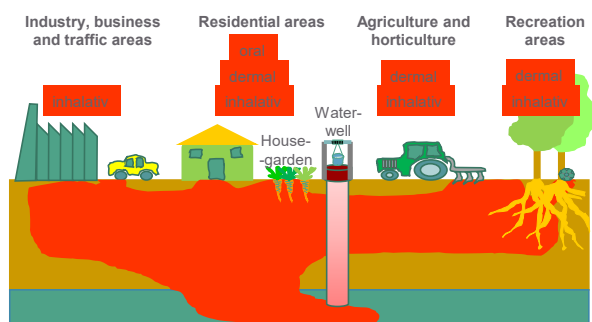 Industry, business
and traffic areas
inhalativ
Residential areas
oral
dermal
inhalativ
Agriculture and
horticulture
dermal
inhalativ
Recreation
areas
dermal
inhalativ
House-
-garden
Water-
well